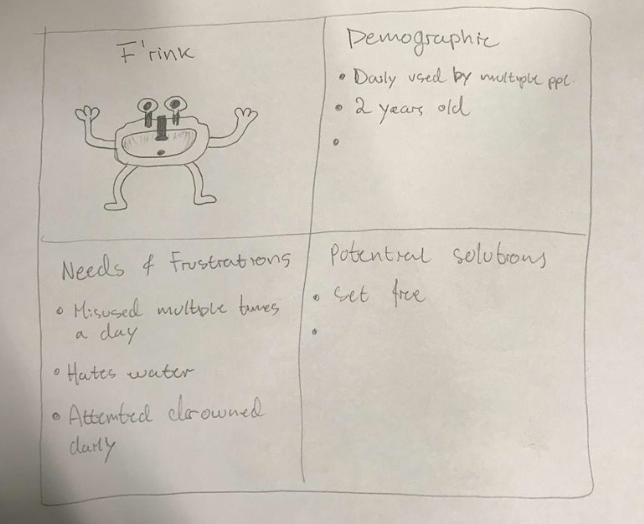 F'rink
Demographic
• Daily used by multiple ppl.
• 2 years old
•
Needs & Frustrations
• Misused multiple times
a day
• Hates water
• Attembed drowned
daily
Potential solutions
• Set free
•